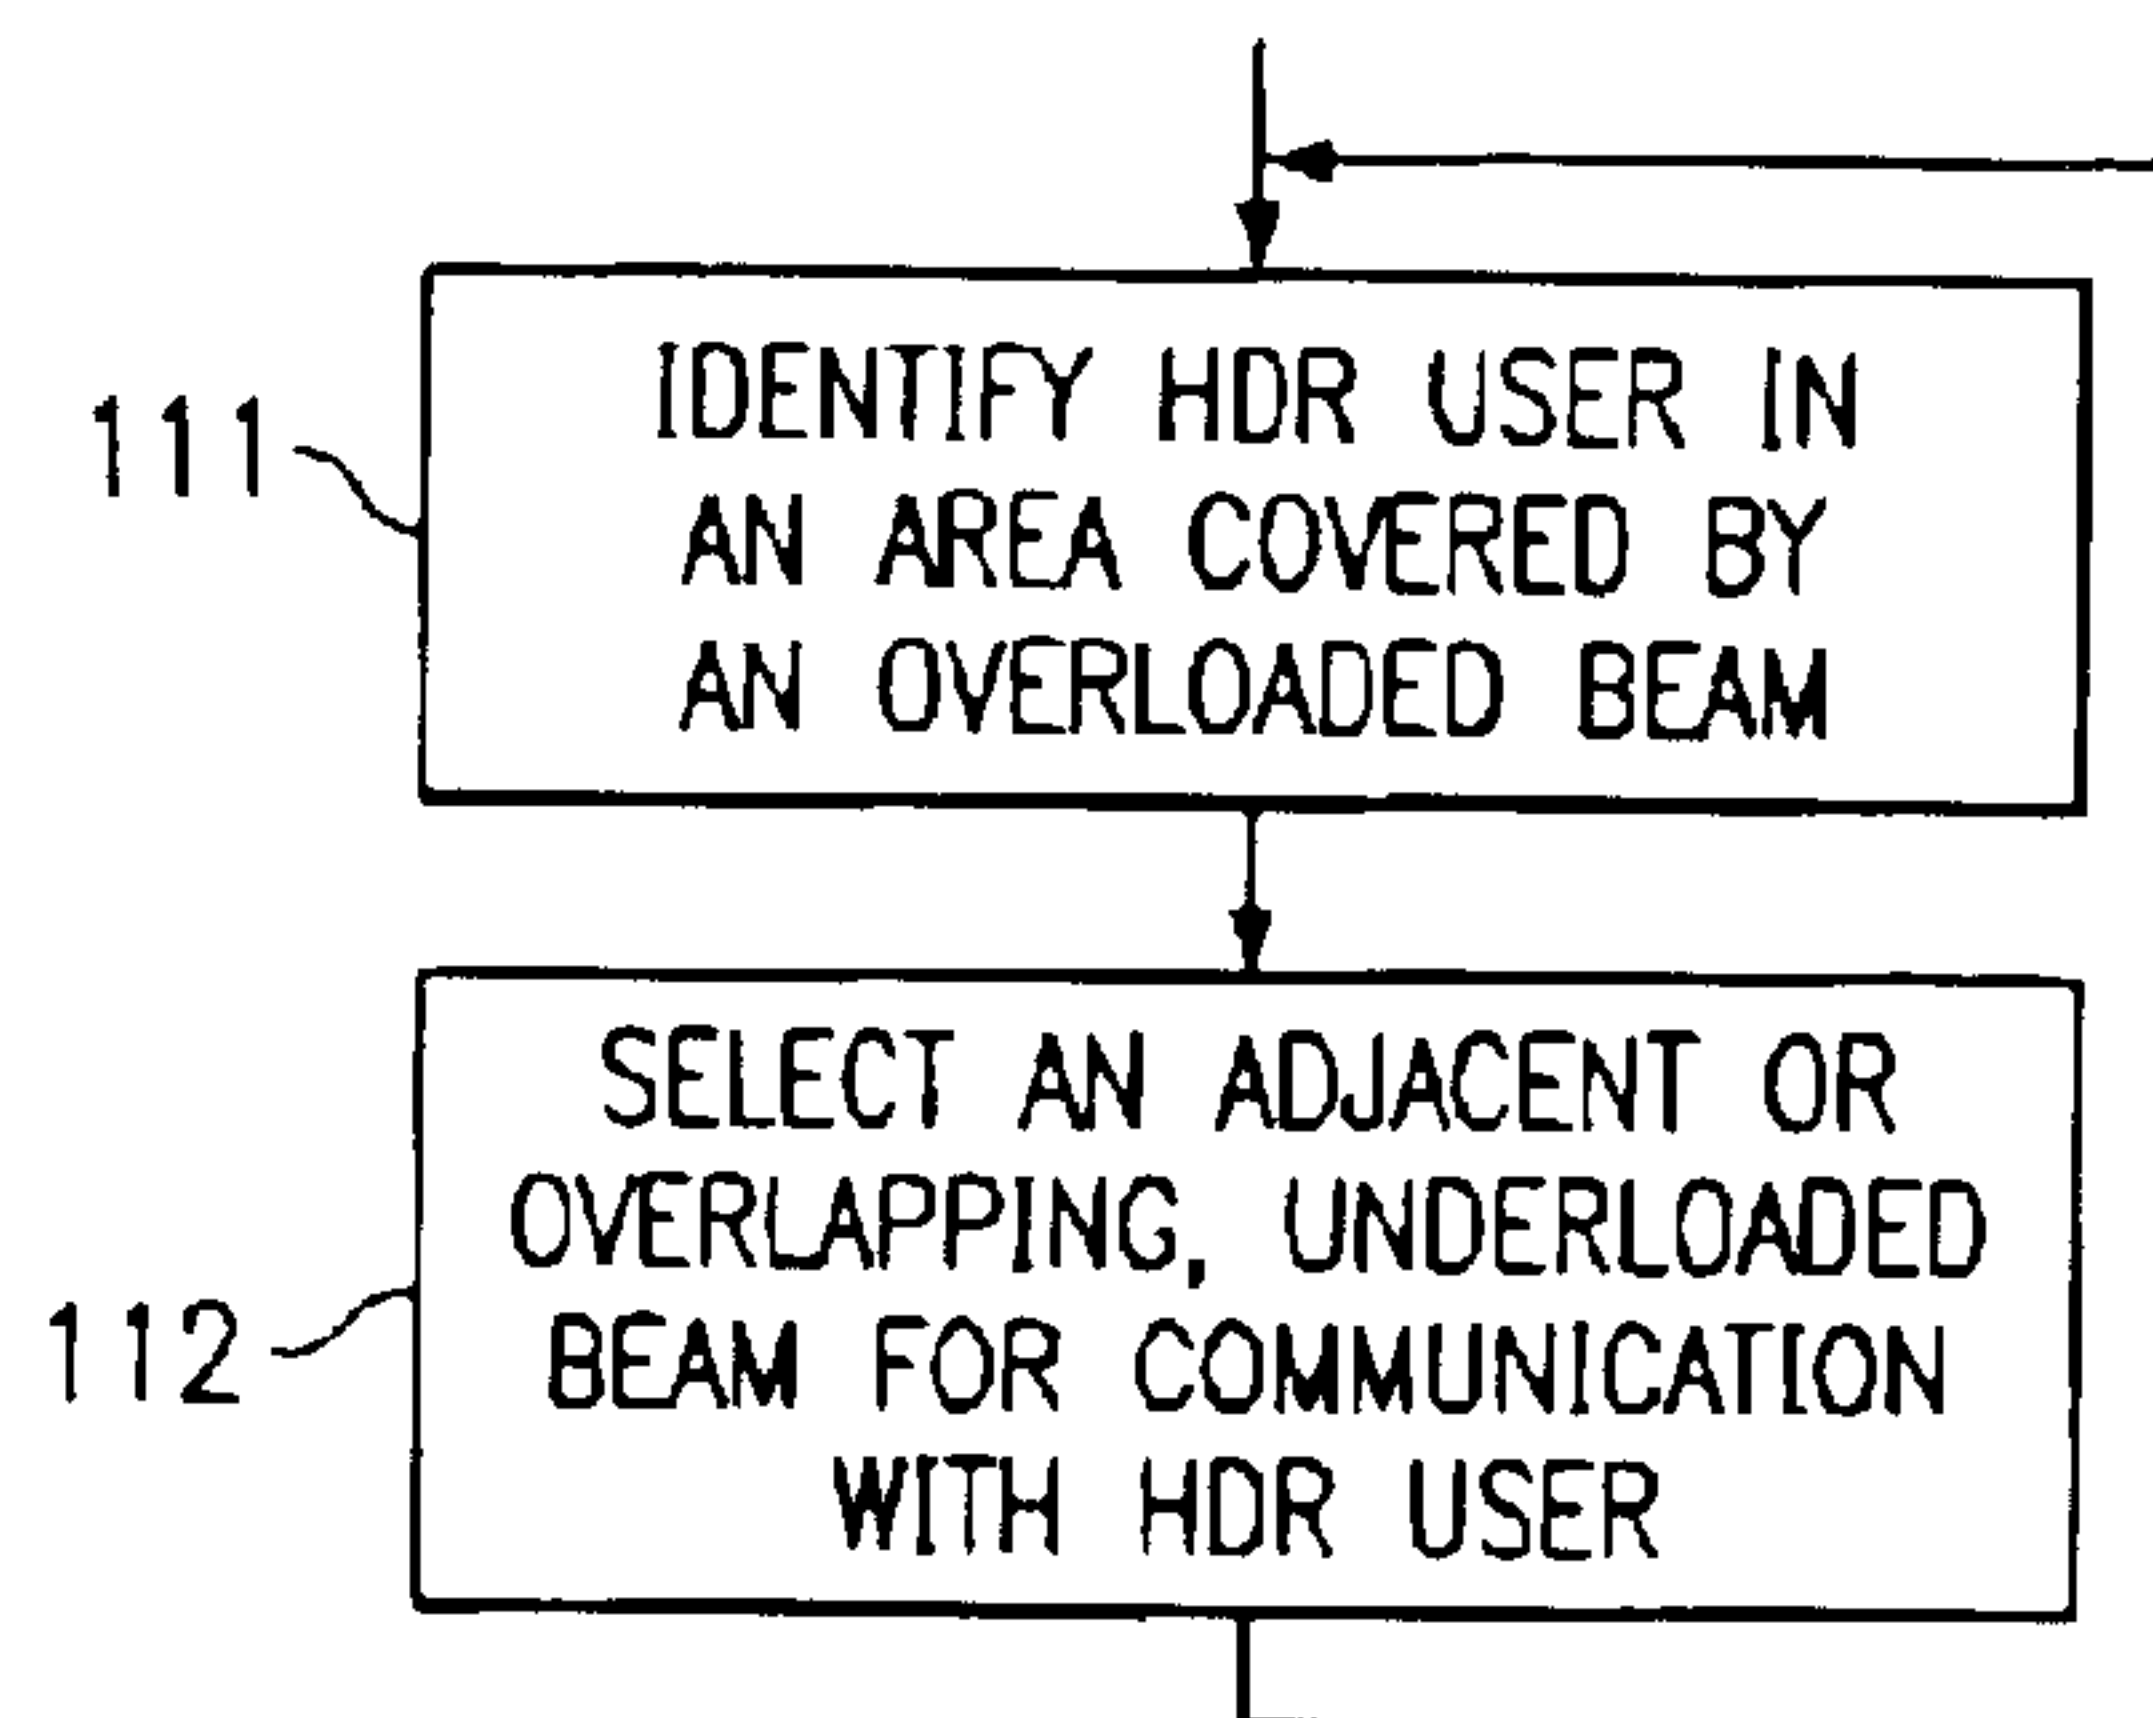 111
IDENTIFY HDR USER IN
AN AREA COVERED BY
AN OVERLOADED BEAM
112
SELECT AN ADJACENT OR
OVERLAPPING, UNDERLOADED
BEAM FOR COMMUNICATION
WITH HDR USER